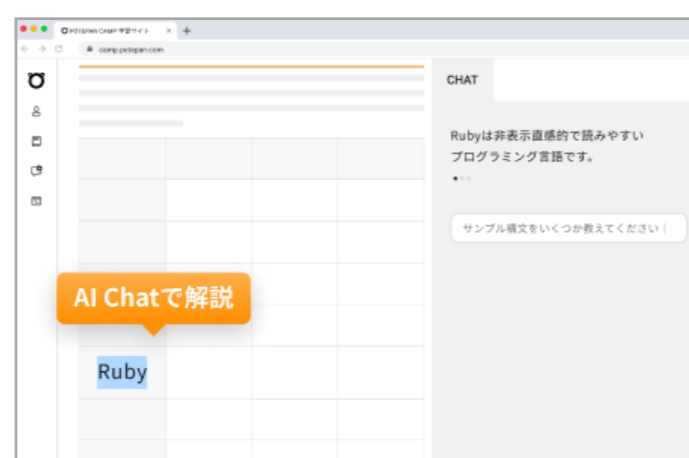 POTEPAN CAMP 学習サイト
camp.potepan.com
CHAT
Rubyは非表示直感的で読みやすい
プログラミング言語です。
サンプル構文をいくつか教えてください
AI Chatで解説
Ruby